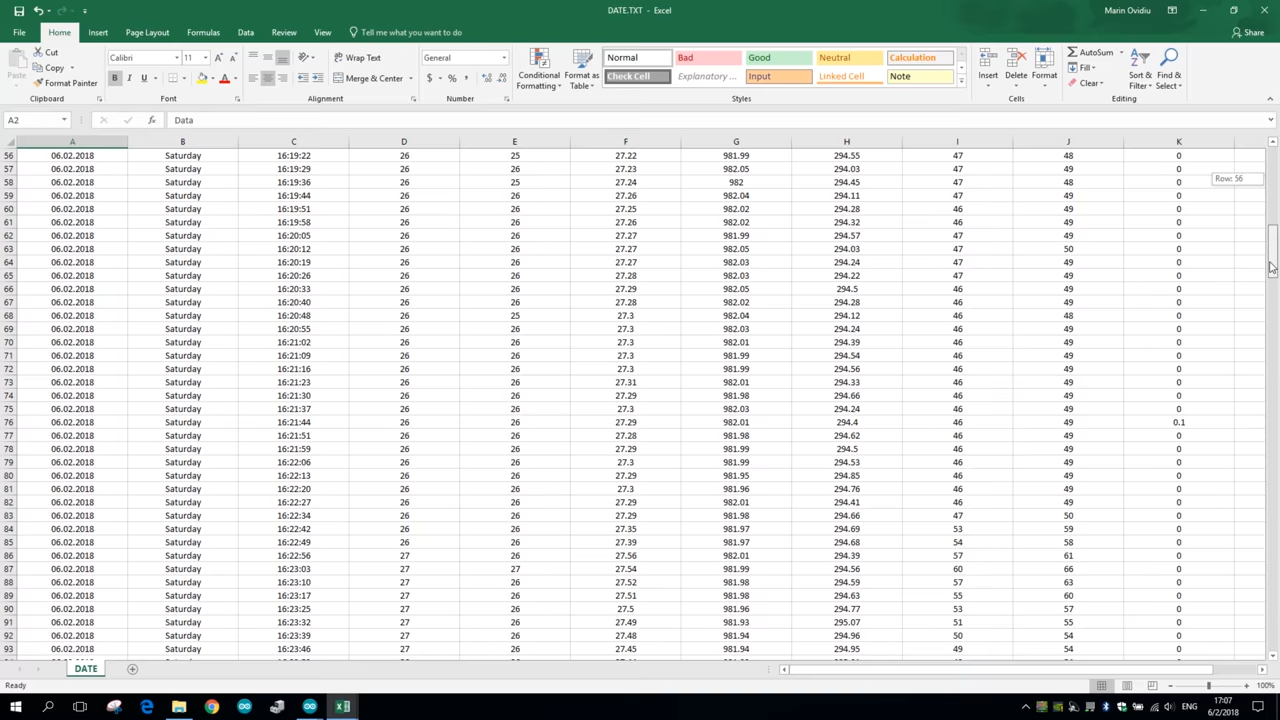 DATE.TXT - Excel
Marin Ovidiu
File Home Insert Page Layout Formulas Data Review View Tell me what you want to do Share
Paste
Cut
Copy
Format Painter
Calibri 11
B I U
Wrap Text
Merge & Center
General
$ % ,
Conditional Formatting
Format as Table
Normal Bad Good Neutral Calculation
Check Cell Explanatory ... Input Linked Cell Note
Insert Delete Format
AutoSum
Fill
Clear
Sort & Filter
Find & Select
Clipboard Font Alignment Number Styles Cells Editing
A2 fx Data
A B C D E F G H I J K
56 06.02.2018 Saturday 16:19:22 26 25 27.22 981.99 294.55 47 48 0
57 06.02.2018 Saturday 16:19:29 26 26 27.23 982.05 294.03 47 49 0
58 06.02.2018 Saturday 16:19:36 26 25 27.24 982 294.45 47 48 0
Row: 56
59 06.02.2018 Saturday 16:19:44 26 26 27.26 982.04 294.11 47 49 0
60 06.02.2018 Saturday 16:19:51 26 26 27.25 982.02 294.28 46 49 0
61 06.02.2018 Saturday 16:19:58 26 26 27.26 982.02 294.32 46 49 0
62 06.02.2018 Saturday 16:20:05 26 26 27.27 981.99 294.57 47 49 0
63 06.02.2018 Saturday 16:20:12 26 26 27.27 982.05 294.03 47 50 0
64 06.02.2018 Saturday 16:20:19 26 26 27.27 982.03 294.24 47 49 0
65 06.02.2018 Saturday 16:20:26 26 26 27.28 982.03 294.22 47 49 0
66 06.02.2018 Saturday 16:20:33 26 26 27.29 982.05 294.5 46 49 0
67 06.02.2018 Saturday 16:20:40 26 26 27.28 982.02 294.28 46 49 0
68 06.02.2018 Saturday 16:20:48 26 25 27.3 982.04 294.12 46 48 0
69 06.02.2018 Saturday 16:20:55 26 26 27.3 982.03 294.24 46 49 0
70 06.02.2018 Saturday 16:21:02 26 26 27.3 982.01 294.39 46 49 0
71 06.02.2018 Saturday 16:21:09 26 26 27.3 981.99 294.54 46 49 0
72 06.02.2018 Saturday 16:21:16 26 26 27.3 981.99 294.56 46 49 0
73 06.02.2018 Saturday 16:21:23 26 26 27.31 982.01 294.33 46 49 0
74 06.02.2018 Saturday 16:21:30 26 26 27.29 981.98 294.66 46 49 0
75 06.02.2018 Saturday 16:21:37 26 26 27.3 982.03 294.24 46 49 0
76 06.02.2018 Saturday 16:21:44 26 26 27.29 982.01 294.4 46 49 0.1
77 06.02.2018 Saturday 16:21:51 26 26 27.28 981.98 294.62 46 49 0
78 06.02.2018 Saturday 16:21:59 26 26 27.29 981.99 294.5 46 49 0
79 06.02.2018 Saturday 16:22:06 26 26 27.3 981.99 294.53 46 49 0
80 06.02.2018 Saturday 16:22:13 26 26 27.29 981.95 294.85 46 49 0
81 06.02.2018 Saturday 16:22:20 26 26 27.3 981.96 294.76 46 49 0
82 06.02.2018 Saturday 16:22:27 26 26 27.29 981.98 294.41 46 49 0
83 06.02.2018 Saturday 16:22:34 26 26 27.29 981.98 294.66 47 50 0
84 06.02.2018 Saturday 16:22:42 26 26 27.35 981.97 294.69 53 59 0
85 06.02.2018 Saturday 16:22:49 26 26 27.39 981.97 294.68 54 58 0
86 06.02.2018 Saturday 16:22:56 27 26 27.56 982.01 294.39 57 61 0
87 06.02.2018 Saturday 16:23:03 27 27 27.54 981.99 294.56 60 66 0
88 06.02.2018 Saturday 16:23:10 27 26 27.52 981.98 294.59 57 63 0
89 06.02.2018 Saturday 16:23:17 27 26 27.51 981.98 294.63 55 60 0
90 06.02.2018 Saturday 16:23:25 27 26 27.5 981.96 294.77 53 57 0
91 06.02.2018 Saturday 16:23:32 27 26 27.49 981.93 295.07 51 55 0
92 06.02.2018 Saturday 16:23:39 27 26 27.48 981.94 294.96 50 54 0
93 06.02.2018 Saturday 16:23:46 27 26 27.45 981.94 294.95 49 54 0
DATE
Ready
100%
17:07
6/2/2018